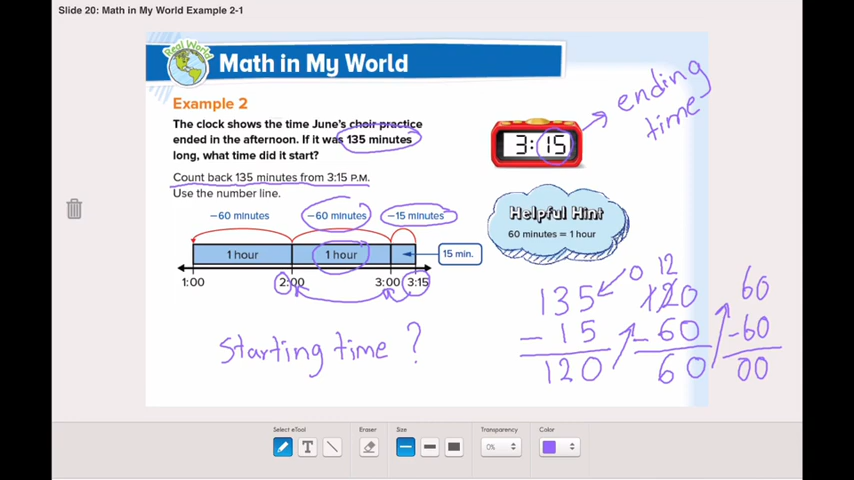 Slide 20: Math in My World Example 2-1
Real World
Math in My World
Example 2
The clock shows the time June's choir practice
ended in the afternoon. If it was 135 minutes
long, what time did it start?
Count back 135 minutes from 3:15 P.M.
Use the number line.
−60 minutes −60 minutes −15 minutes
1 hour 1 hour 15 min.
1:00 2:00 3:00 3:15
3:15
ending
time
Helpful Hint
60 minutes = 1 hour
Starting time ?
0 12
135 120 60
− 15 − 60 − 60
120 60 00
Select eTool Eraser Size Transparency Color
T 0%